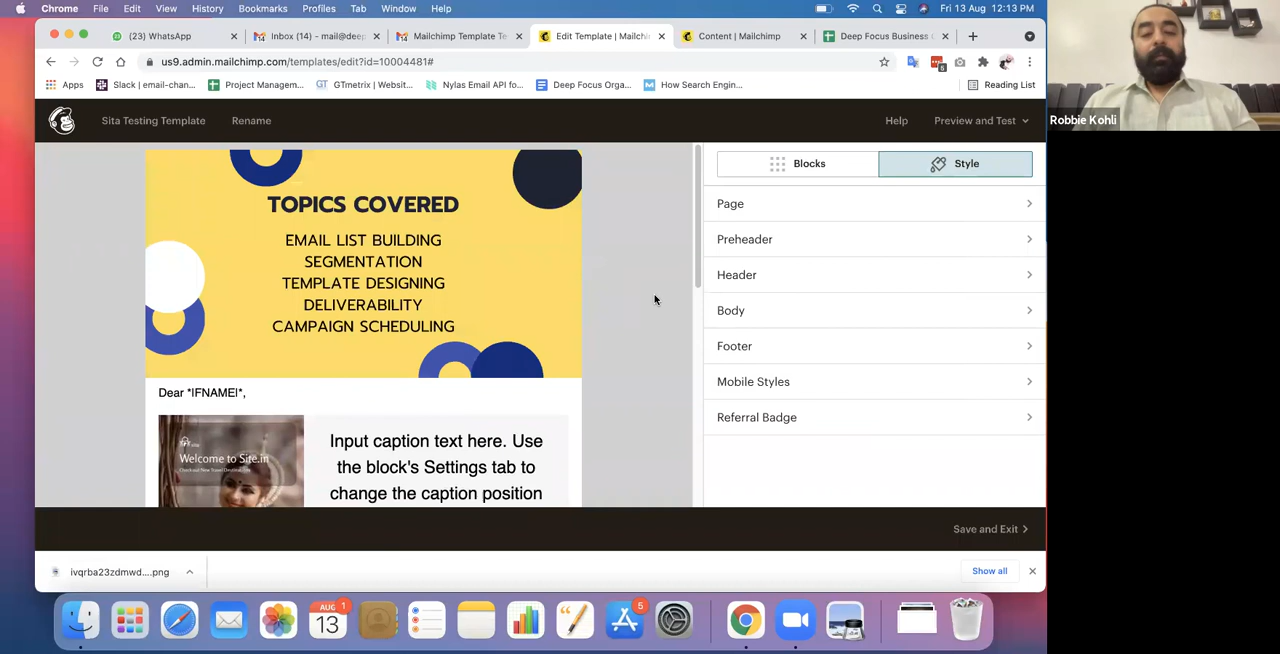 Chrome File Edit View History Bookmarks Profiles Tab Window Help Fri 13 Aug 12:13 PM
(23) WhatsApp Inbox (14) - mail@deep Mailchimp Template Te Edit Template | Mailchi Content | Mailchimp Deep Focus Business
us9.admin.mailchimp.com/templates/edit?id=10004481#
Apps Slack | email-chan... Project Managem... GTmetrix | Websit... Nylas Email API fo... Deep Focus Orga... How Search Engin... Reading List
Robbie Kohli
Sita Testing Template Rename Help Preview and Test
Blocks Style
TOPICS COVERED
EMAIL LIST BUILDING
SEGMENTATION
TEMPLATE DESIGNING
DELIVERABILITY
CAMPAIGN SCHEDULING
Dear *|FNAME|*,
Welcome to Site.in
Input caption text here. Use
the block's Settings tab to
change the caption position
Page
Preheader
Header
Body
Footer
Mobile Styles
Referral Badge
Save and Exit
ivqrba23zdmwd....png Show all
AUG 1
13
5